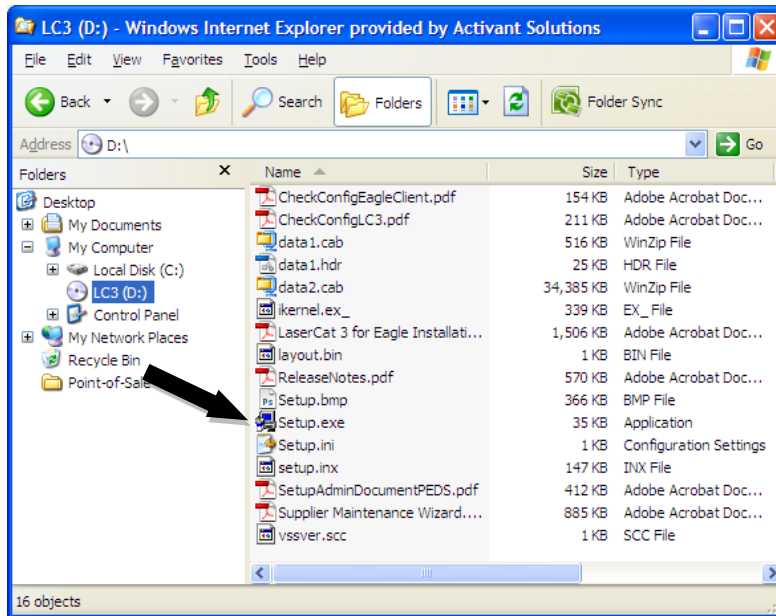 LC3 (D:) - Windows Internet Explorer provided by Activant Solutions
File Edit View Favorites Tools Help
Back Search Folders Folder Sync
Address D:\ Go
Folders x Name Size Type
Desktop
My Documents
My Computer
Local Disk (C:)
LC3 (D:)
Control Panel
My Network Places
Recycle Bin
Point-of-Sale
CheckConfigEagleClient.pdf 154 KB Adobe Acrobat Doc...
CheckConfigLC3.pdf 211 KB Adobe Acrobat Doc...
data1.cab 516 KB WinZip File
data1.hdr 25 KB HDR File
data2.cab 34,385 KB WinZip File
ikernel.ex_ 339 KB EX_ File
LaserCat 3 for Eagle Installati... 1,506 KB Adobe Acrobat Doc...
layout.bin 1 KB BIN File
ReleaseNotes.pdf 570 KB Adobe Acrobat Doc...
Setup.bmp 366 KB BMP File
Setup.exe 35 KB Application
Setup.ini 1 KB Configuration Settings
setup.inx 147 KB INX File
SetupAdminDocumentPEDS.pdf 412 KB Adobe Acrobat Doc...
Supplier Maintenance Wizard.... 885 KB Adobe Acrobat Doc...
vssver.scc 1 KB SCC File
16 objects